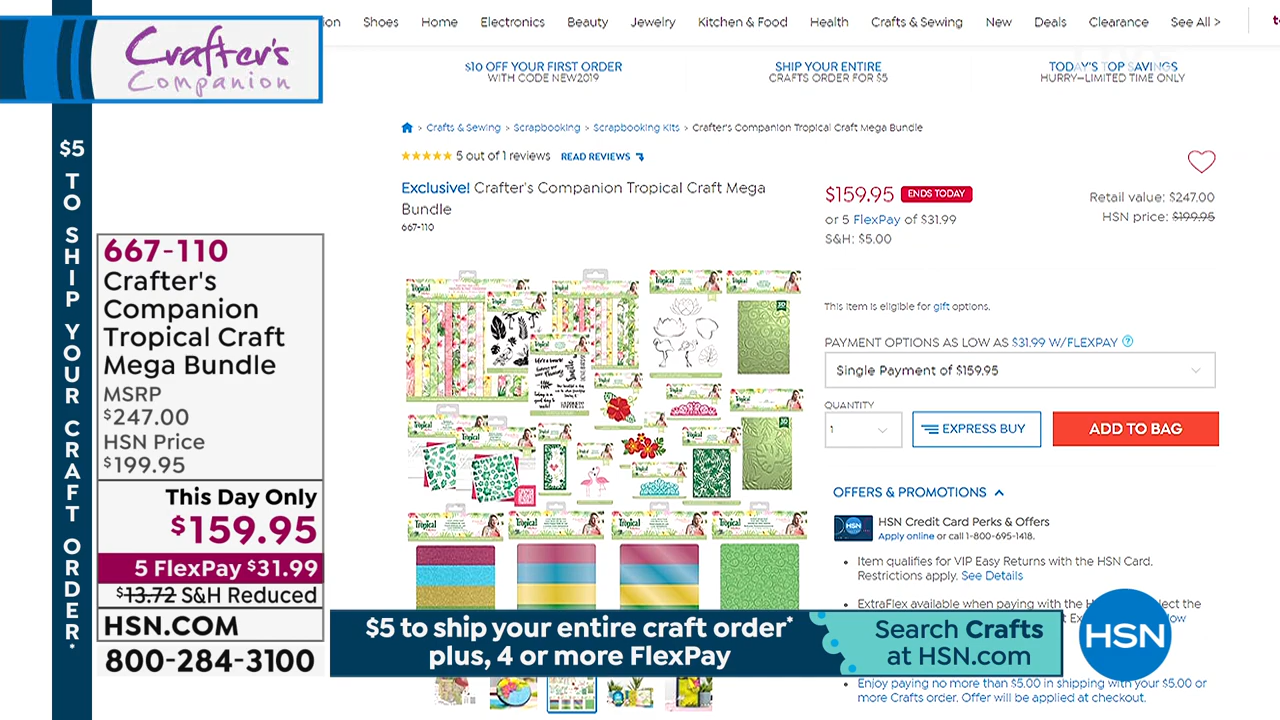 Crafter's
Companion
$5 TO SHIP YOUR CRAFT ORDER.
667-110
Crafter's
Companion
Tropical Craft
Mega Bundle
MSRP
$247.00
HSN Price
$199.95
This Day Only
$159.95
5 FlexPay $31.99
$13.72 S&H Reduced
HSN.COM
800-284-3100
Shoes Home Electronics Beauty Jewelry Kitchen & Food Health Crafts & Sewing New Deals Clearance See All >
$10 OFF YOUR FIRST ORDER
WITH CODE NEW2019
SHIP YOUR ENTIRE
CRAFTS ORDER FOR $5
TODAY'S TOP SAVINGS
HURRY—LIMITED TIME ONLY
> Crafts & Sewing > Scrapbooking > Scrapbooking Kits > Crafter's Companion Tropical Craft Mega Bundle
5 out of 1 reviews READ REVIEWS
Exclusive! Crafter's Companion Tropical Craft Mega
Bundle
667-110
$159.95 ENDS TODAY
or 5 FlexPay of $31.99
S&H: $5.00
Retail value: $247.00
HSN price: $199.95
This item is eligible for gift options.
PAYMENT OPTIONS AS LOW AS $31.99 W/FLEXPAY ?
Single Payment of $159.95
QUANTITY
1
EXPRESS BUY
ADD TO BAG
OFFERS & PROMOTIONS
HSN
HSN Credit Card Perks & Offers
Apply online or call 1-800-695-1418.
• Item qualifies for VIP Easy Returns with the HSN Card.
Restrictions apply. See Details
• ExtraFlex available when paying with the
• Enjoy paying no more than $5.00 in shipping with your $5.00 or
more Crafts order. Offer will be applied at checkout.
$5 to ship your entire craft order*
plus, 4 or more FlexPay
Search Crafts
at HSN.com
HSN